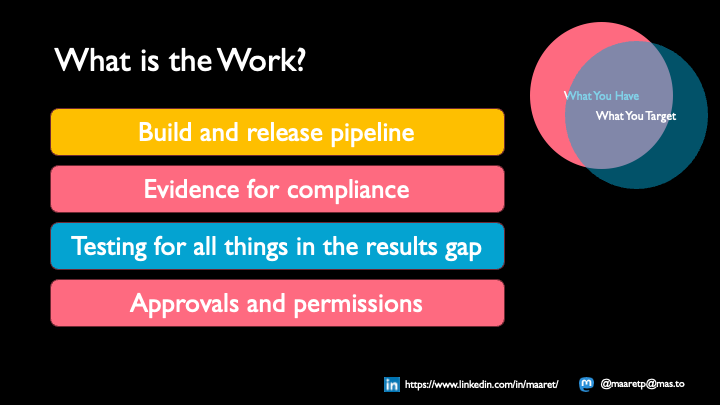 What is the Work?
What You Have
What You Target
Build and release pipeline
Evidence for compliance
Testing for all things in the results gap
Approvals and permissions
in https://www.linkedin.com/in/maaret/
m @maaretp@mas.to